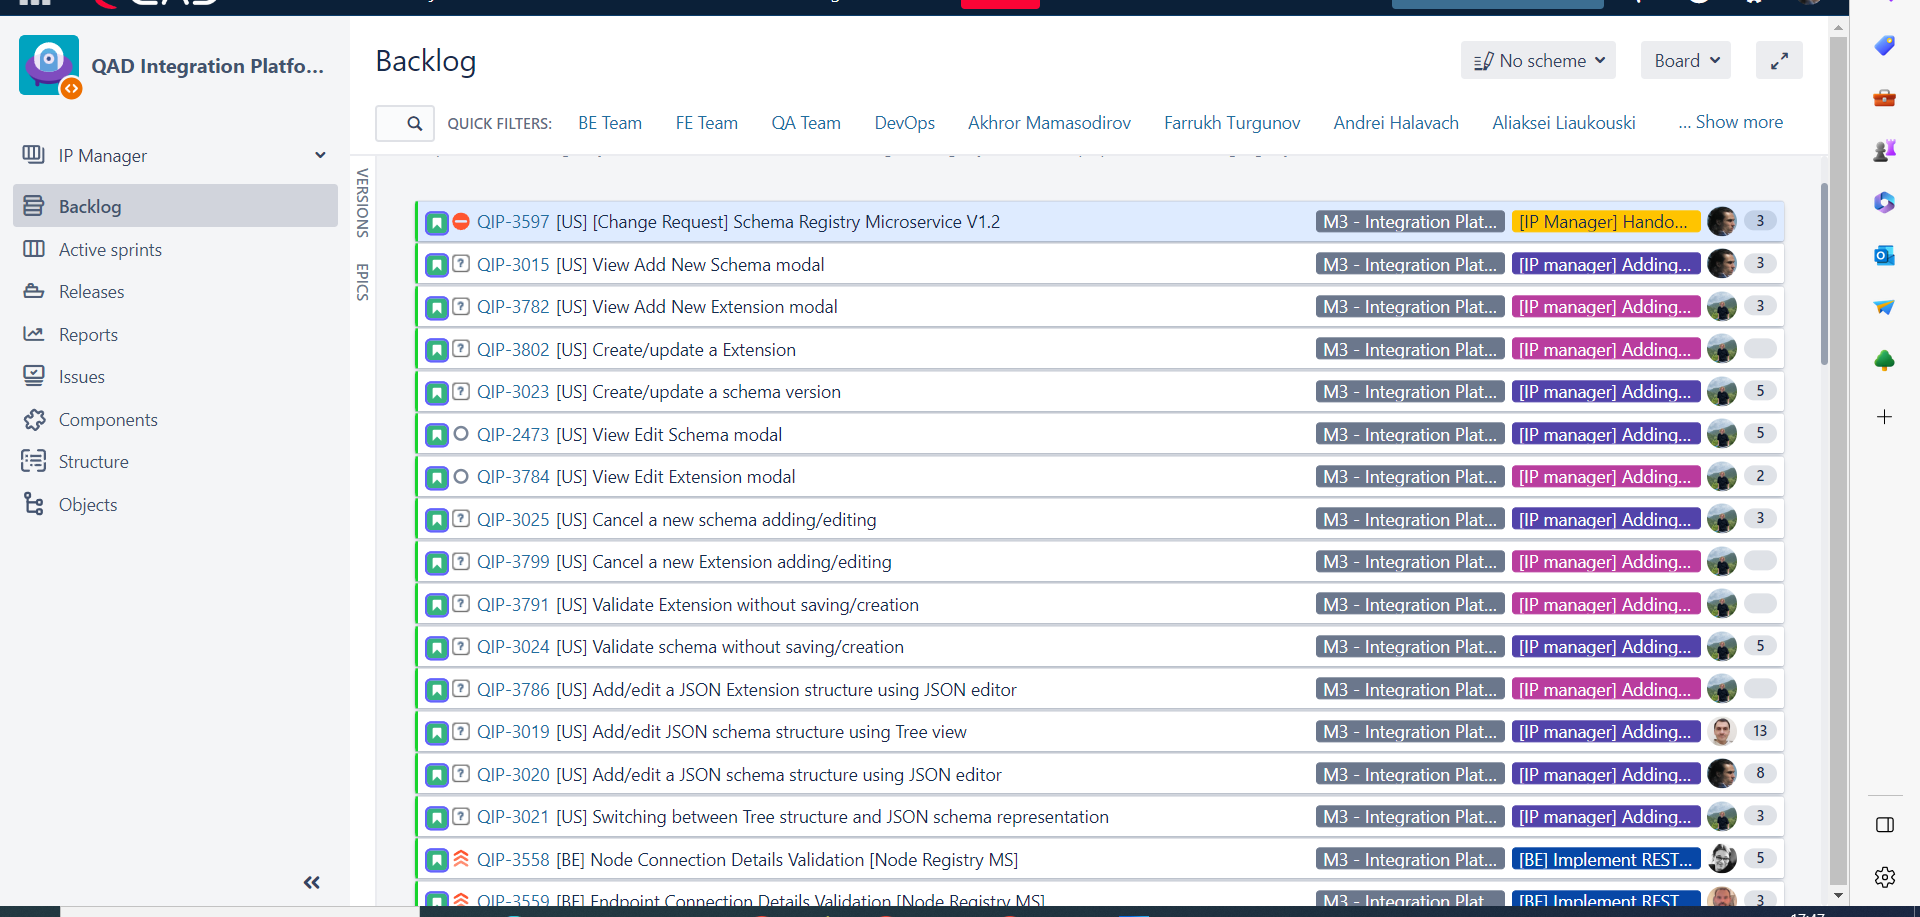 QAD Integration Platfo...
IP Manager
Backlog
Active sprints
Releases
Reports
Issues
Components
Structure
Objects
Backlog
No scheme
Board
QUICK FILTERS: BE Team FE Team QA Team DevOps Akhror Mamasodirov Farrukh Turgunov Andrei Halavach Aliaksei Liaukouski ... Show more
VERSIONS
EPICS
QIP-3597 [US] [Change Request] Schema Registry Microservice V1.2 M3 - Integration Plat... [IP Manager] Hando... 3
QIP-3015 [US] View Add New Schema modal M3 - Integration Plat... [IP manager] Adding... 3
QIP-3782 [US] View Add New Extension modal M3 - Integration Plat... [IP manager] Adding... 3
QIP-3802 [US] Create/update a Extension M3 - Integration Plat... [IP manager] Adding...
QIP-3023 [US] Create/update a schema version M3 - Integration Plat... [IP manager] Adding... 5
QIP-2473 [US] View Edit Schema modal M3 - Integration Plat... [IP manager] Adding... 5
QIP-3784 [US] View Edit Extension modal M3 - Integration Plat... [IP manager] Adding... 2
QIP-3025 [US] Cancel a new schema adding/editing M3 - Integration Plat... [IP manager] Adding... 3
QIP-3799 [US] Cancel a new Extension adding/editing M3 - Integration Plat... [IP manager] Adding...
QIP-3791 [US] Validate Extension without saving/creation M3 - Integration Plat... [IP manager] Adding...
QIP-3024 [US] Validate schema without saving/creation M3 - Integration Plat... [IP manager] Adding... 5
QIP-3786 [US] Add/edit a JSON Extension structure using JSON editor M3 - Integration Plat... [IP manager] Adding...
QIP-3019 [US] Add/edit JSON schema structure using Tree view M3 - Integration Plat... [IP manager] Adding... 13
QIP-3020 [US] Add/edit a JSON schema structure using JSON editor M3 - Integration Plat... [IP manager] Adding... 8
QIP-3021 [US] Switching between Tree structure and JSON schema representation M3 - Integration Plat... [IP manager] Adding... 3
QIP-3558 [BE] Node Connection Details Validation [Node Registry MS] M3 - Integration Plat... [BE] Implement REST... 5
QIP-3559 [BE] Endpoint Connection Details Validation [Node Registry MS] M3 - Integration Plat... [BE] Implement REST... 3